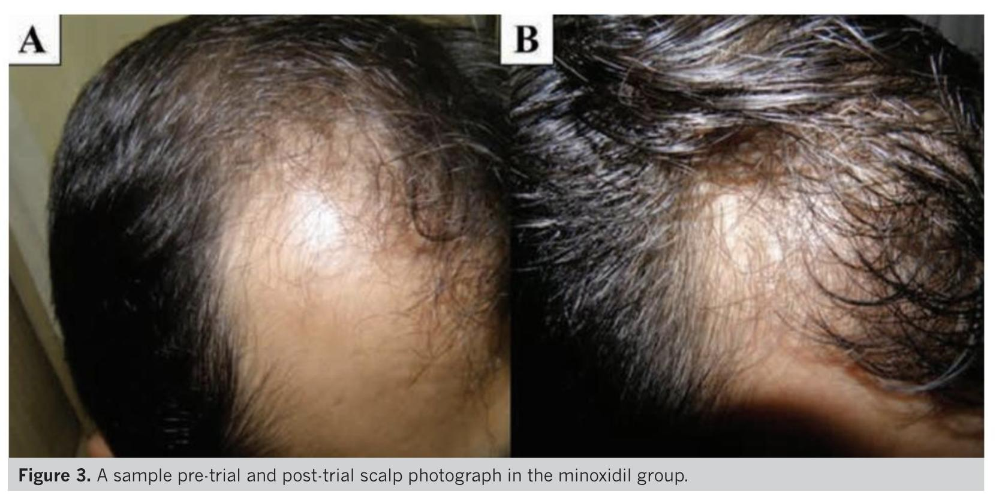 A
B
Figure 3. A sample pre-trial and post-trial scalp photograph in the minoxidil group.